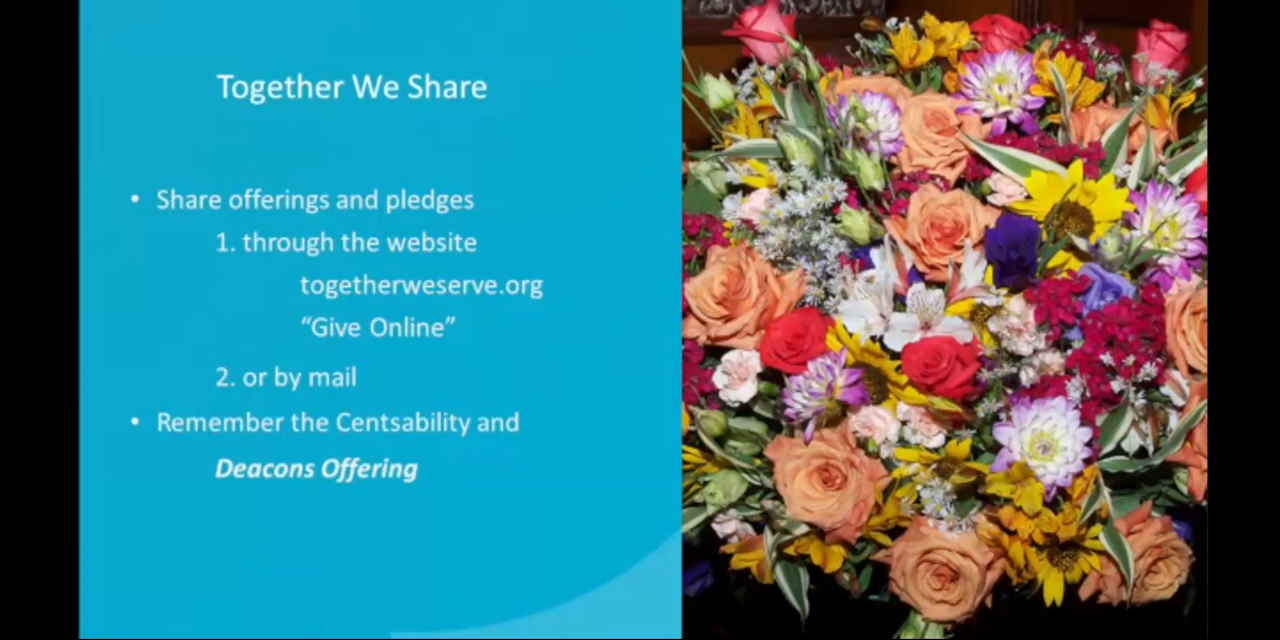 Together We Share
• Share offerings and pledges
1. through the website
togetherweserve.org
“Give Online”
2. or by mail
• Remember the Centsability and
Deacons Offering